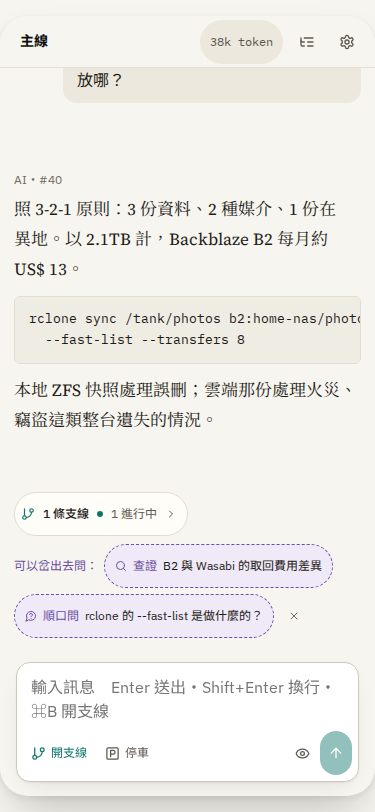 主線
38k token
放哪？
AI・#40
照 3-2-1 原則：3 份資料、2 種媒介、1 份在
異地。以 2.1TB 計，Backblaze B2 每月約
US$ 13。
rclone sync /tank/photos b2:home-nas/photo
--fast-list --transfers 8
本地 ZFS 快照處理誤刪；雲端那份處理火災、
竊盜這類整台遺失的情況。
1 條支線 1 進行中
可以岔出去問： 查證 B2 與 Wasabi 的取回費用差異
順口問 rclone 的 --fast-list 是做什麼的？
輸入訊息 Enter 送出・Shift+Enter 換行・
⌘B 開支線
開支線 停車